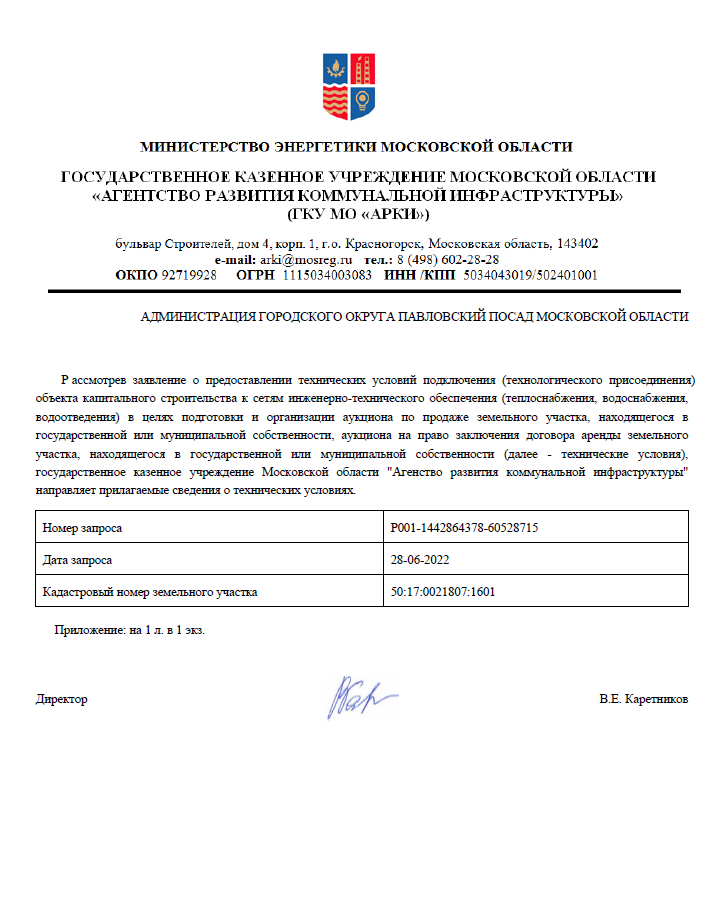 МИНИСТЕРСТВО ЭНЕРГЕТИКИ МОСКОВСКОЙ ОБЛАСТИ
ГОСУДАРСТВЕННОЕ КАЗЕННОЕ УЧРЕЖДЕНИЕ МОСКОВСКОЙ ОБЛАСТИ
«АГЕНТСТВО РАЗВИТИЯ КОММУНАЛЬНОЙ ИНФРАСТРУКТУРЫ»
(ГКУ МО «АРКИ»)
бульвар Строителей, дом 4, корп. 1, г.о. Красногорск, Московская область, 143402
e-mail: arki@mosreg.ru тел.: 8 (498) 602-28-28
ОКПО 92719928 ОГРН 1115034003083 ИНН /КПП 5034043019/502401001
АДМИНИСТРАЦИЯ ГОРОДСКОГО ОКРУГА ПАВЛОВСКИЙ ПОСАД МОСКОВСКОЙ ОБЛАСТИ
Рассмотрев заявление о предоставлении технических условий подключения (технологического присоединения)
объекта капитального строительства к сетям инженерно-технического обеспечения (теплоснабжения, водоснабжения,
водоотведения) в целях подготовки и организации аукциона по продаже земельного участка, находящегося в
государственной или муниципальной собственности, аукциона на право заключения договора аренды земельного
участка, находящегося в государственной или муниципальной собственности (далее - технические условия),
государственное казенное учреждение Московской области "Агенство развития коммунальной инфраструктуры"
направляет прилагаемые сведения о технических условиях.
Номер запроса P001-1442864378-60528715
Дата запроса 28-06-2022
Кадастровый номер земельного участка 50:17:0021807:1601
Приложение: на 1 л. в 1 экз.
Директор В.Е. Каретников